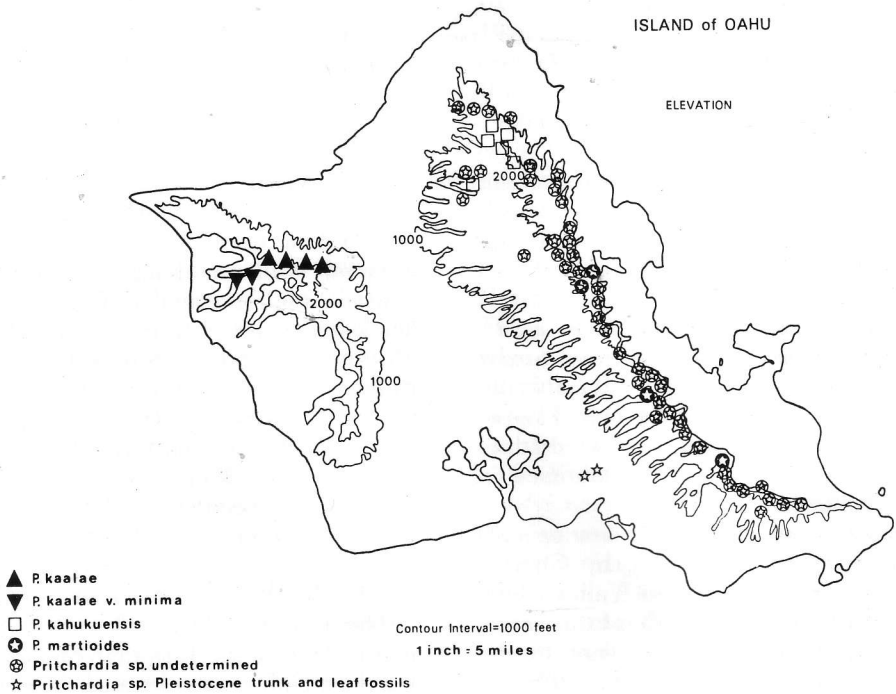 ISLAND of OAHU
ELEVATION
2000
1000
2000
1000
P. kaalae
P. kaalae v. minima
P. kahukuensis
P. martioides
Pritchardia sp. undetermined
Pritchardia sp. Pleistocene trunk and leaf fossils
Contour Interval=1000 feet
1 inch = 5 miles